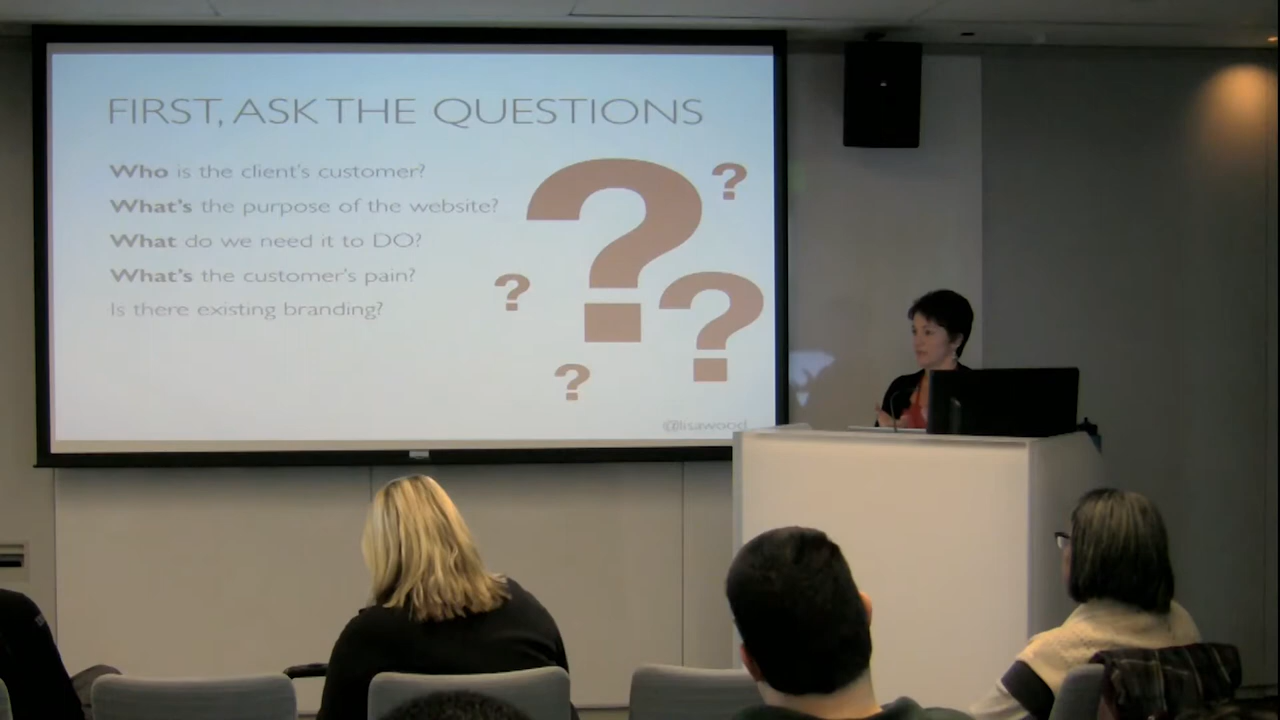 FIRST, ASK THE QUESTIONS
Who is the client's customer?
What's the purpose of the website?
What do we need it to DO?
What's the customer's pain?
Is there existing branding?
? ? ? ? ?
@lisawood